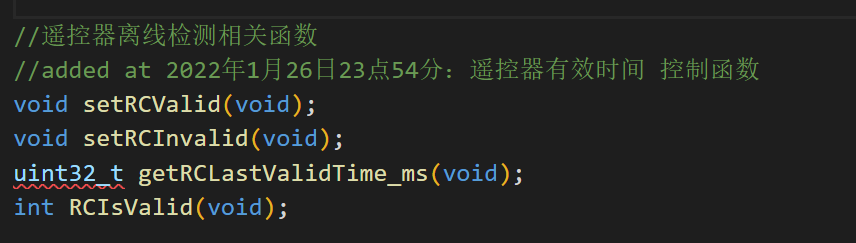 //遥控器离线检测相关函数
//added at 2022年1月26日23点54分：遥控器有效时间 控制函数
void setRCValid(void);
void setRCInvalid(void);
uint32_t getRCLastValidTime_ms(void);
int RCIsValid(void);